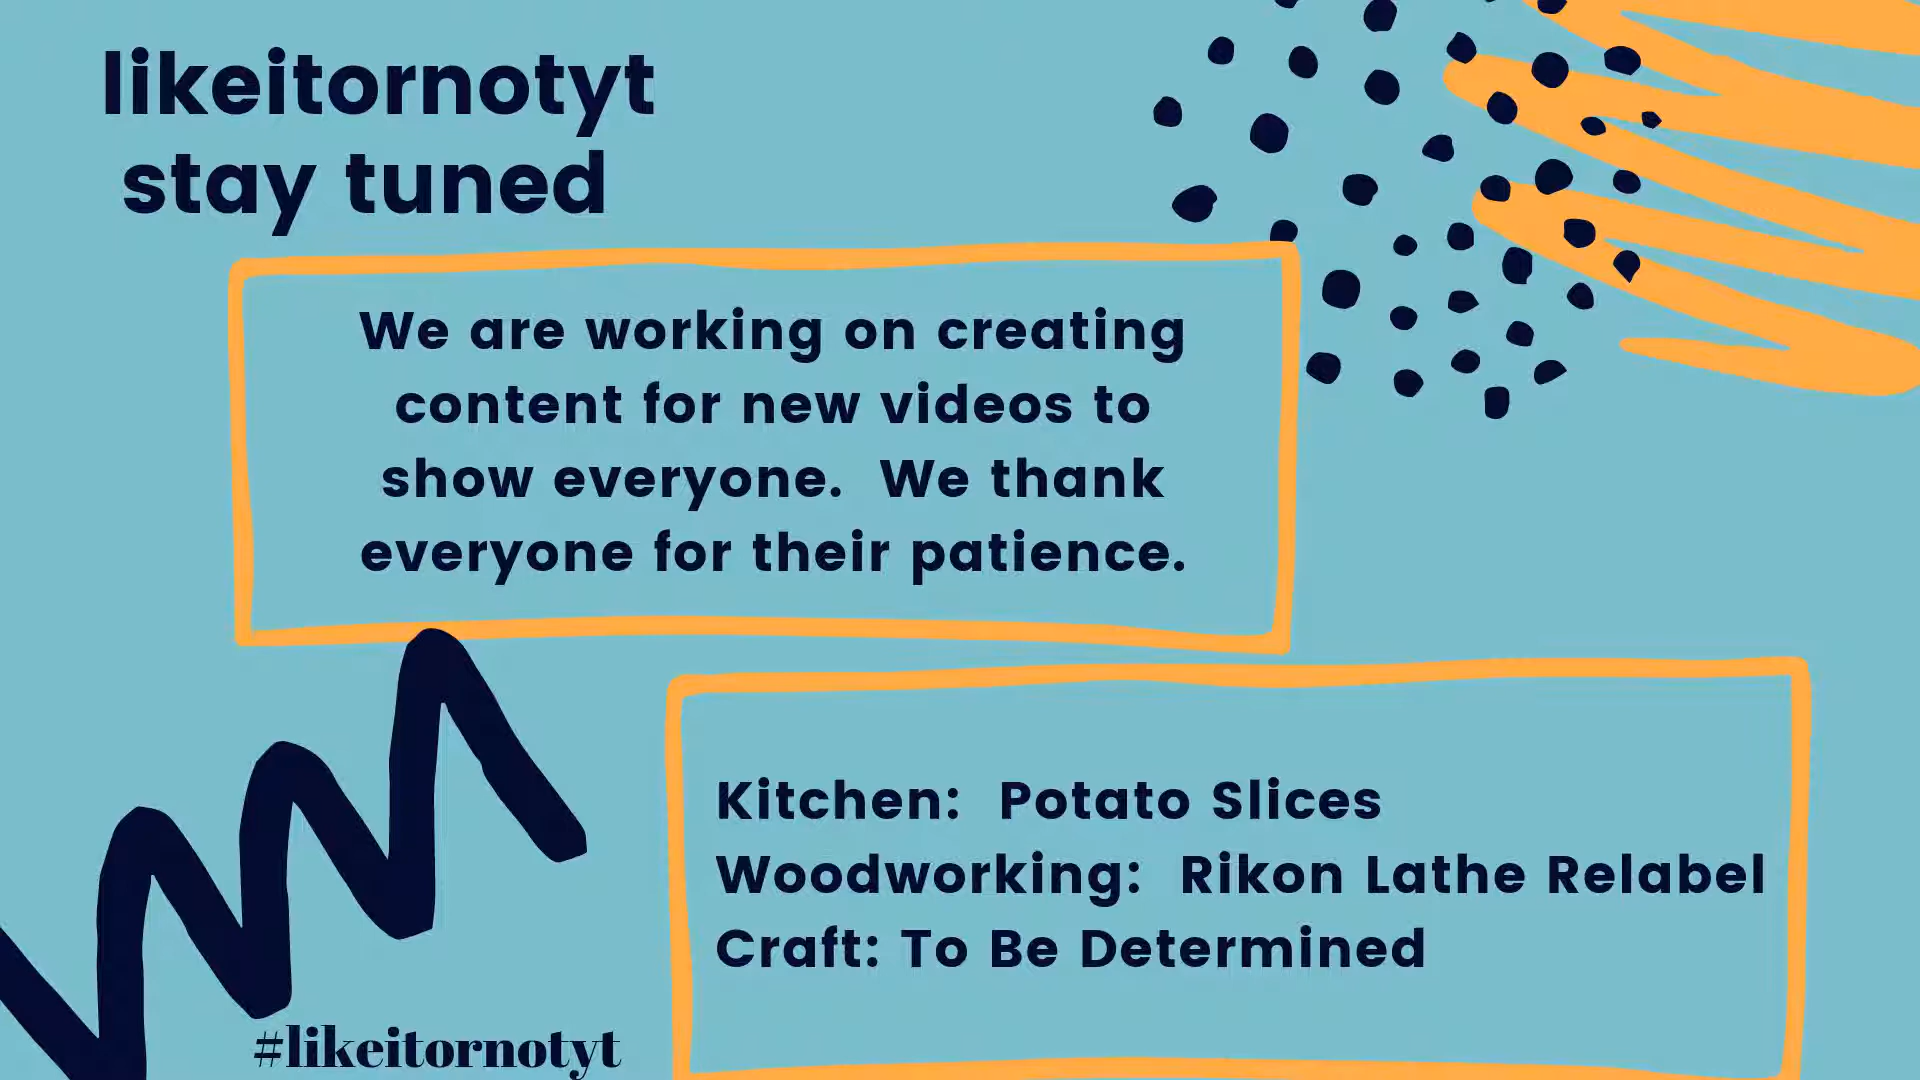 likeitornotyt
stay tuned
We are working on creating
content for new videos to
show everyone.  We thank
everyone for their patience.
Kitchen:  Potato Slices
Woodworking:  Rikon Lathe Relabel
Craft: To Be Determined
#likeitornotyt